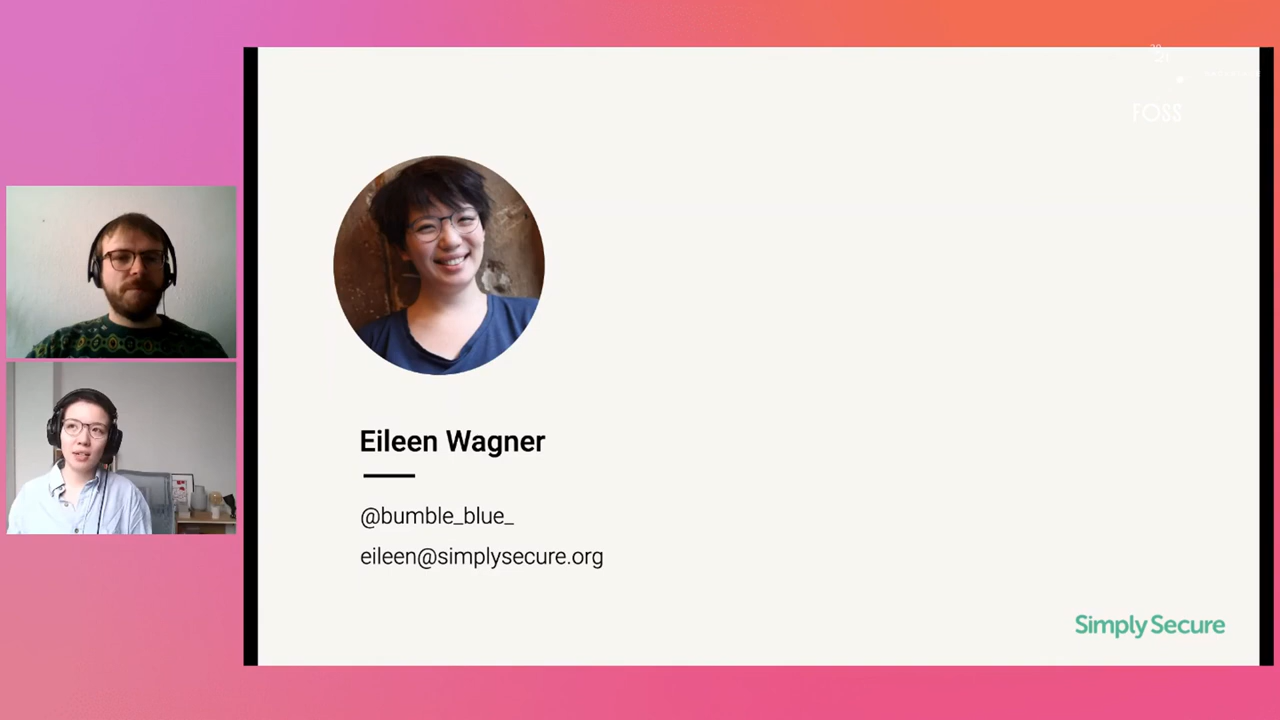 FOSS
Eileen Wagner
@bumble_blue_
eileen@simplysecure.org
Simply Secure